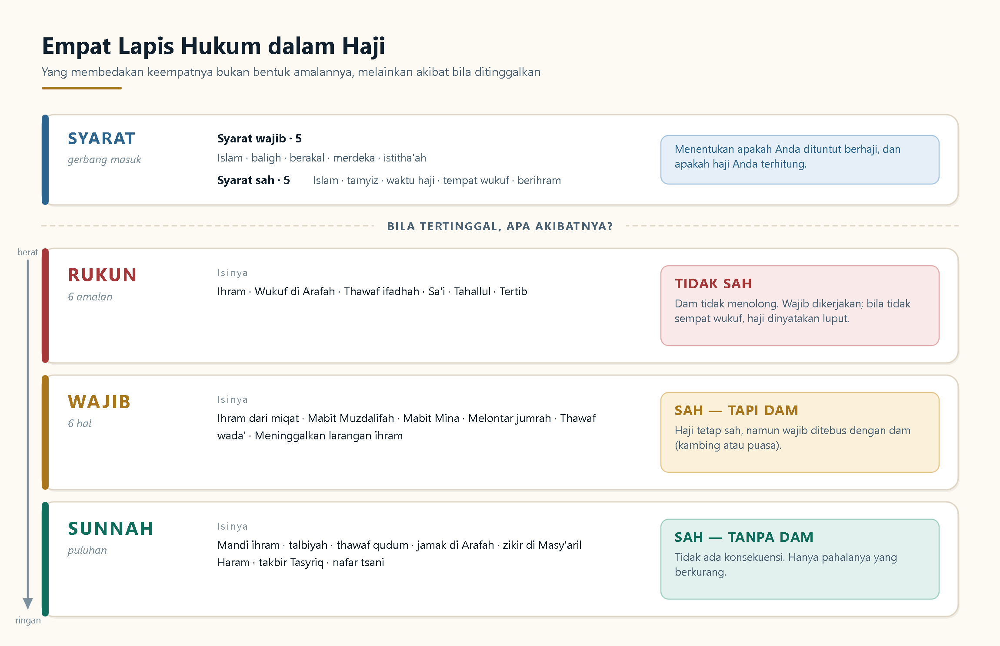 Empat Lapis Hukum dalam Haji
Yang membedakan keempatnya bukan bentuk amalannya, melainkan akibat bila ditinggalkan
SYARAT
gerbang masuk
Syarat wajib · 5
Islam · baligh · berakal · merdeka · istitha'ah
Syarat sah · 5 Islam · tamyiz · waktu haji · tempat wukuf · berihram
Menentukan apakah Anda dituntut berhaji, dan
apakah haji Anda terhitung.
BILA TERTINGGAL, APA AKIBATNYA?
berat
RUKUN
6 amalan
Isinya
Ihram · Wukuf di Arafah · Thawaf ifadhah · Sa'i · Tahallul · Tertib
TIDAK SAH
Dam tidak menolong. Wajib dikerjakan; bila tidak
sempat wukuf, haji dinyatakan luput.
WAJIB
6 hal
Isinya
Ihram dari miqat · Mabit Muzdalifah · Mabit Mina · Melontar jumrah · Thawaf
wada' · Meninggalkan larangan ihram
SAH — TAPI DAM
Haji tetap sah, namun wajib ditebus dengan dam
(kambing atau puasa).
SUNNAH
puluhan
Isinya
Mandi ihram · talbiyah · thawaf qudum · jamak di Arafah · zikir di Masy'aril
Haram · takbir Tasyriq · nafar tsani
SAH — TANPA DAM
Tidak ada konsekuensi. Hanya pahalanya yang
berkurang.
ringan